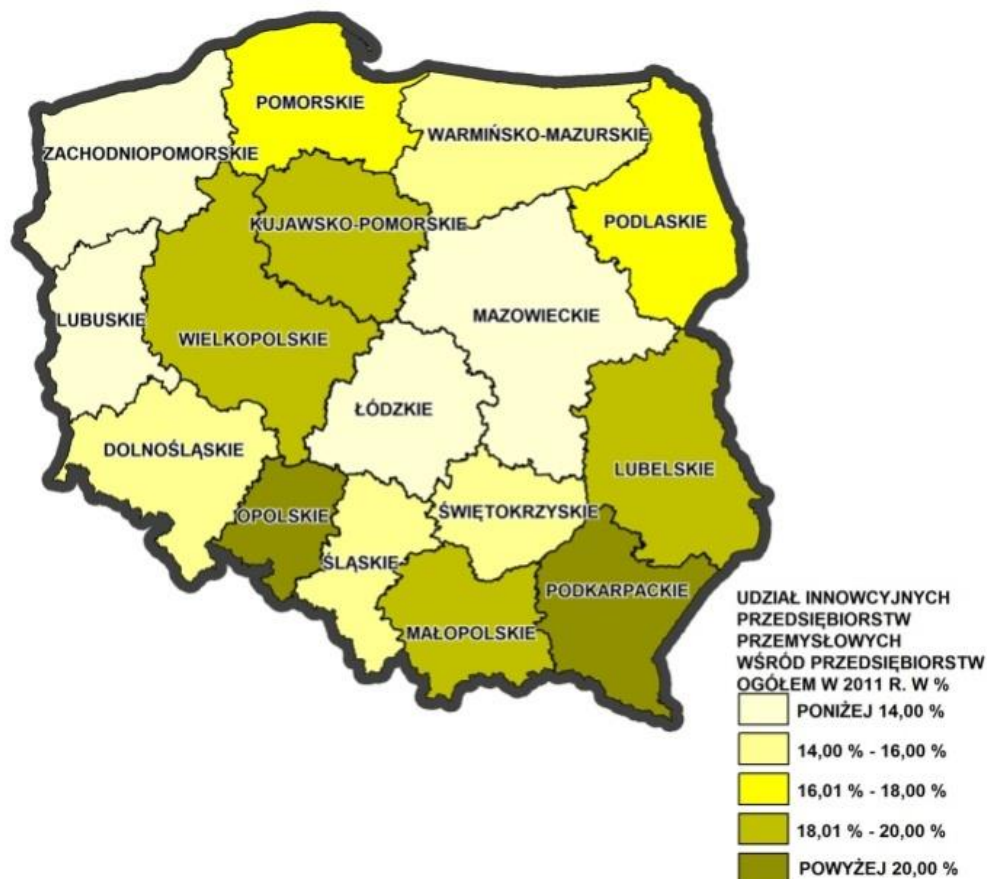 POMORSKIE
WARMIŃSKO-MAZURSKIE
ZACHODNIOPOMORSKIE
KUJAWSKO-POMORSKIE
PODLASKIE
LUBUSKIE
MAZOWIECKIE
WIELKOPOLSKIE
ŁÓDZKIE
DOLNOŚLĄSKIE
LUBELSKIE
OPOLSKIE
ŚWIĘTOKRZYSKIE
ŚLĄSKIE
PODKARPACKIE
MAŁOPOLSKIE
UDZIAŁ INNOWCYJNYCH
PRZEDSIĘBIORSTW
PRZEMYSŁOWYCH
WŚRÓD PRZEDSIĘBIORSTW
OGÓŁEM W 2011 R. W %
PONIŻEJ 14,00 %
14,00 % - 16,00 %
16,01 % - 18,00 %
18,01 % - 20,00 %
POWYŻEJ 20,00 %